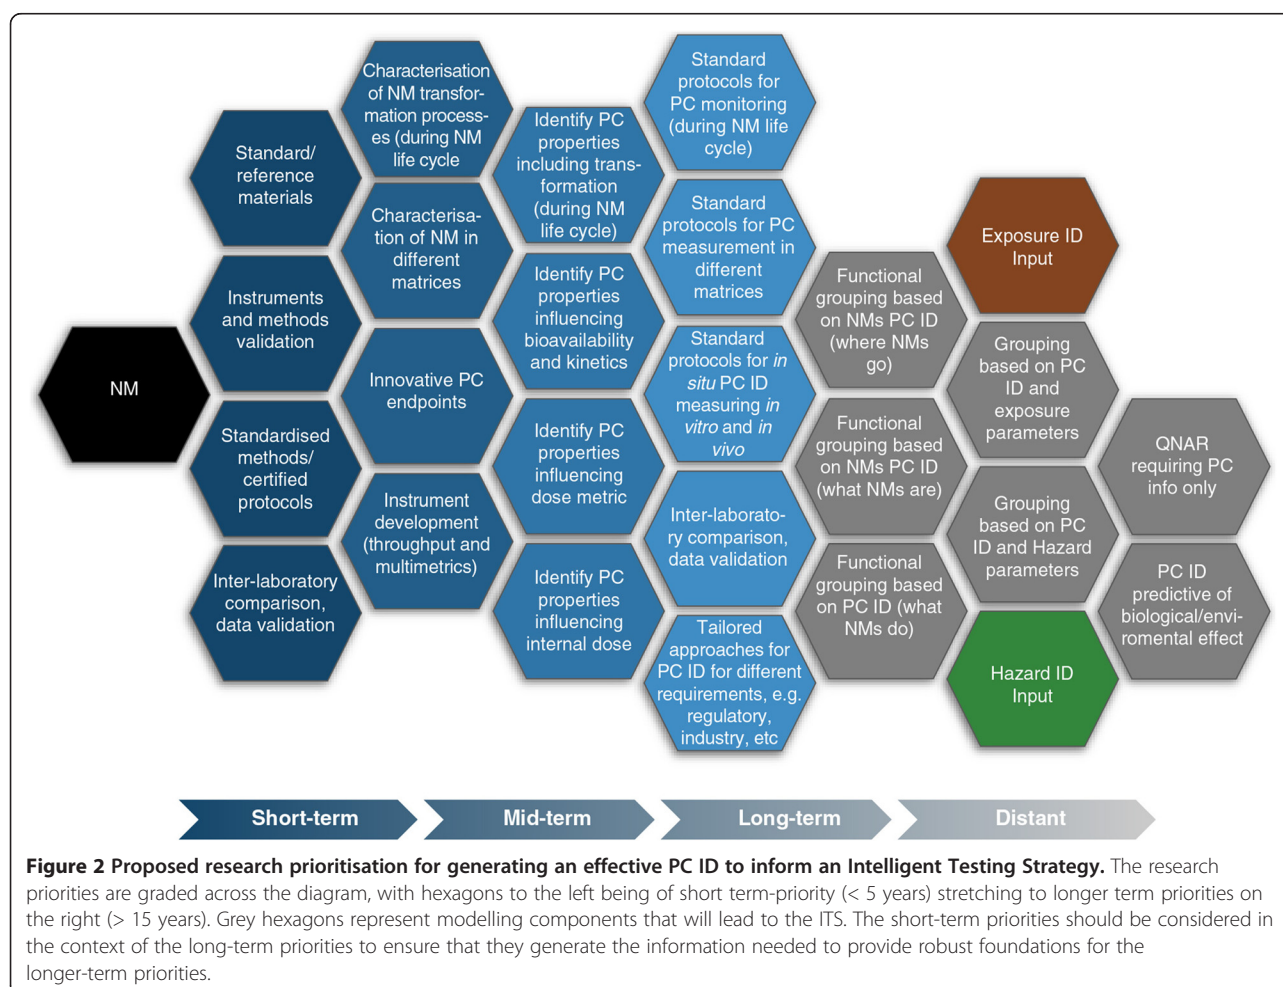 NM
Standard/
reference
materials
Instruments
and methods
validation
Standardised
methods/
certified
protocols
Inter-laboratory
comparison,
data validation
Characterisation
of NM transfor-
mation process-
es (during NM
life cycle
Characterisa-
tion of NM in
different
matrices
Innovative PC
endpoints
Instrument
development
(throughput and
multimetrics)
Identify PC
properties
including trans-
formation
(during NM
life cycle)
Identify PC
properties
influencing
bioavailability
and kinetics
Identify PC
properties
influencing
dose metric
Identify PC
properties
influencing
internal dose
Standard
protocols for
PC monitoring
(during NM life
cycle)
Standard
protocols for PC
measurement in
different
matrices
Standard
protocols for in
situ PC ID
measuring in
vitro and in
vivo
Inter-laborato-
ry comparison,
data validation
Tailored
approaches for
PC ID for different
requirements, e.g.
regulatory,
industry, etc
Functional
grouping based
on NMs PC ID
(where NMs
go)
Functional
grouping based
on NMs PC ID
(what NMs are)
Functional
grouping based
on PC ID (what
NMs do)
Exposure ID
Input
Grouping
based on PC
ID and
exposure
parameters
Grouping
based on PC
ID and Hazard
parameters
Hazard ID
Input
QNAR
requiring PC
info only
PC ID
predictive of
biological/envi-
romental effect
Short-term
Mid-term
Long-term
Distant
Figure 2 Proposed research prioritisation for generating an effective PC ID to inform an Intelligent Testing Strategy. The research
priorities are graded across the diagram, with hexagons to the left being of short term-priority (< 5 years) stretching to longer term priorities on
the right (> 15 years). Grey hexagons represent modelling components that will lead to the ITS. The short-term priorities should be considered in
the context of the long-term priorities to ensure that they generate the information needed to provide robust foundations for the
longer-term priorities.